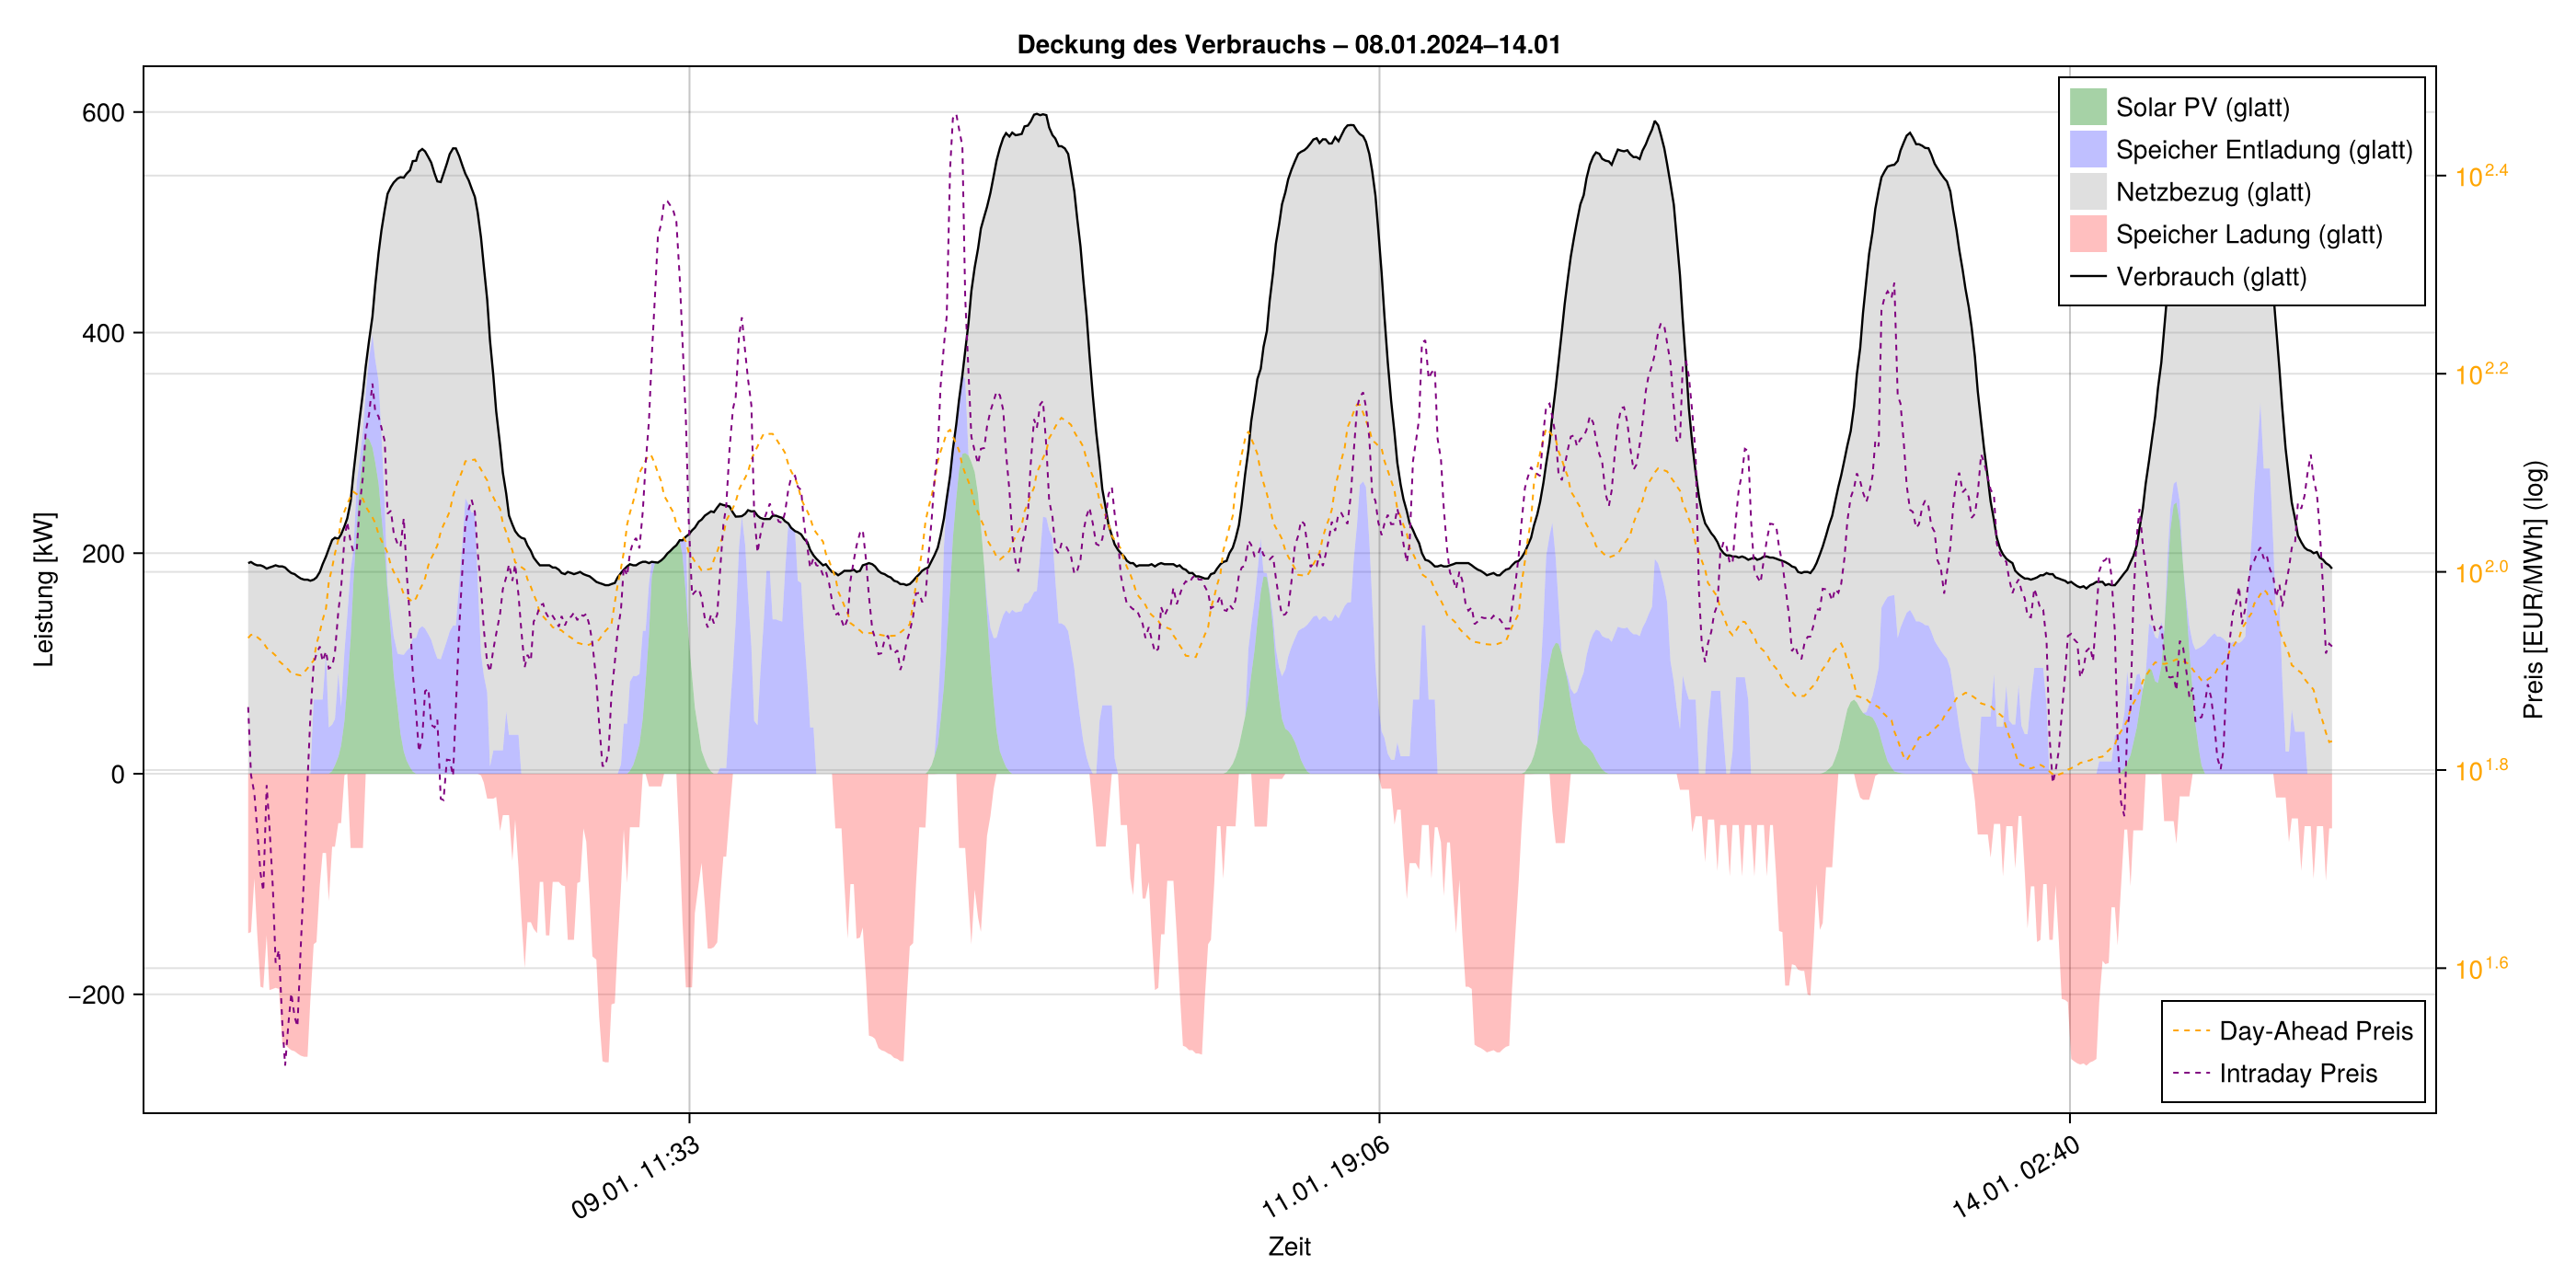 Deckung des Verbrauchs – 08.01.2024–14.01
Solar PV (glatt)
Speicher Entladung (glatt)
Netzbezug (glatt)
Speicher Ladung (glatt)
Verbrauch (glatt)
600
400
200
0
−200
Leistung [kW]
10^2.4
10^2.2
10^2.0
10^1.8
10^1.6
Preis [EUR/MWh] (log)
Day-Ahead Preis
Intraday Preis
09.01. 11:33
11.01. 19:06
14.01. 02:40
Zeit